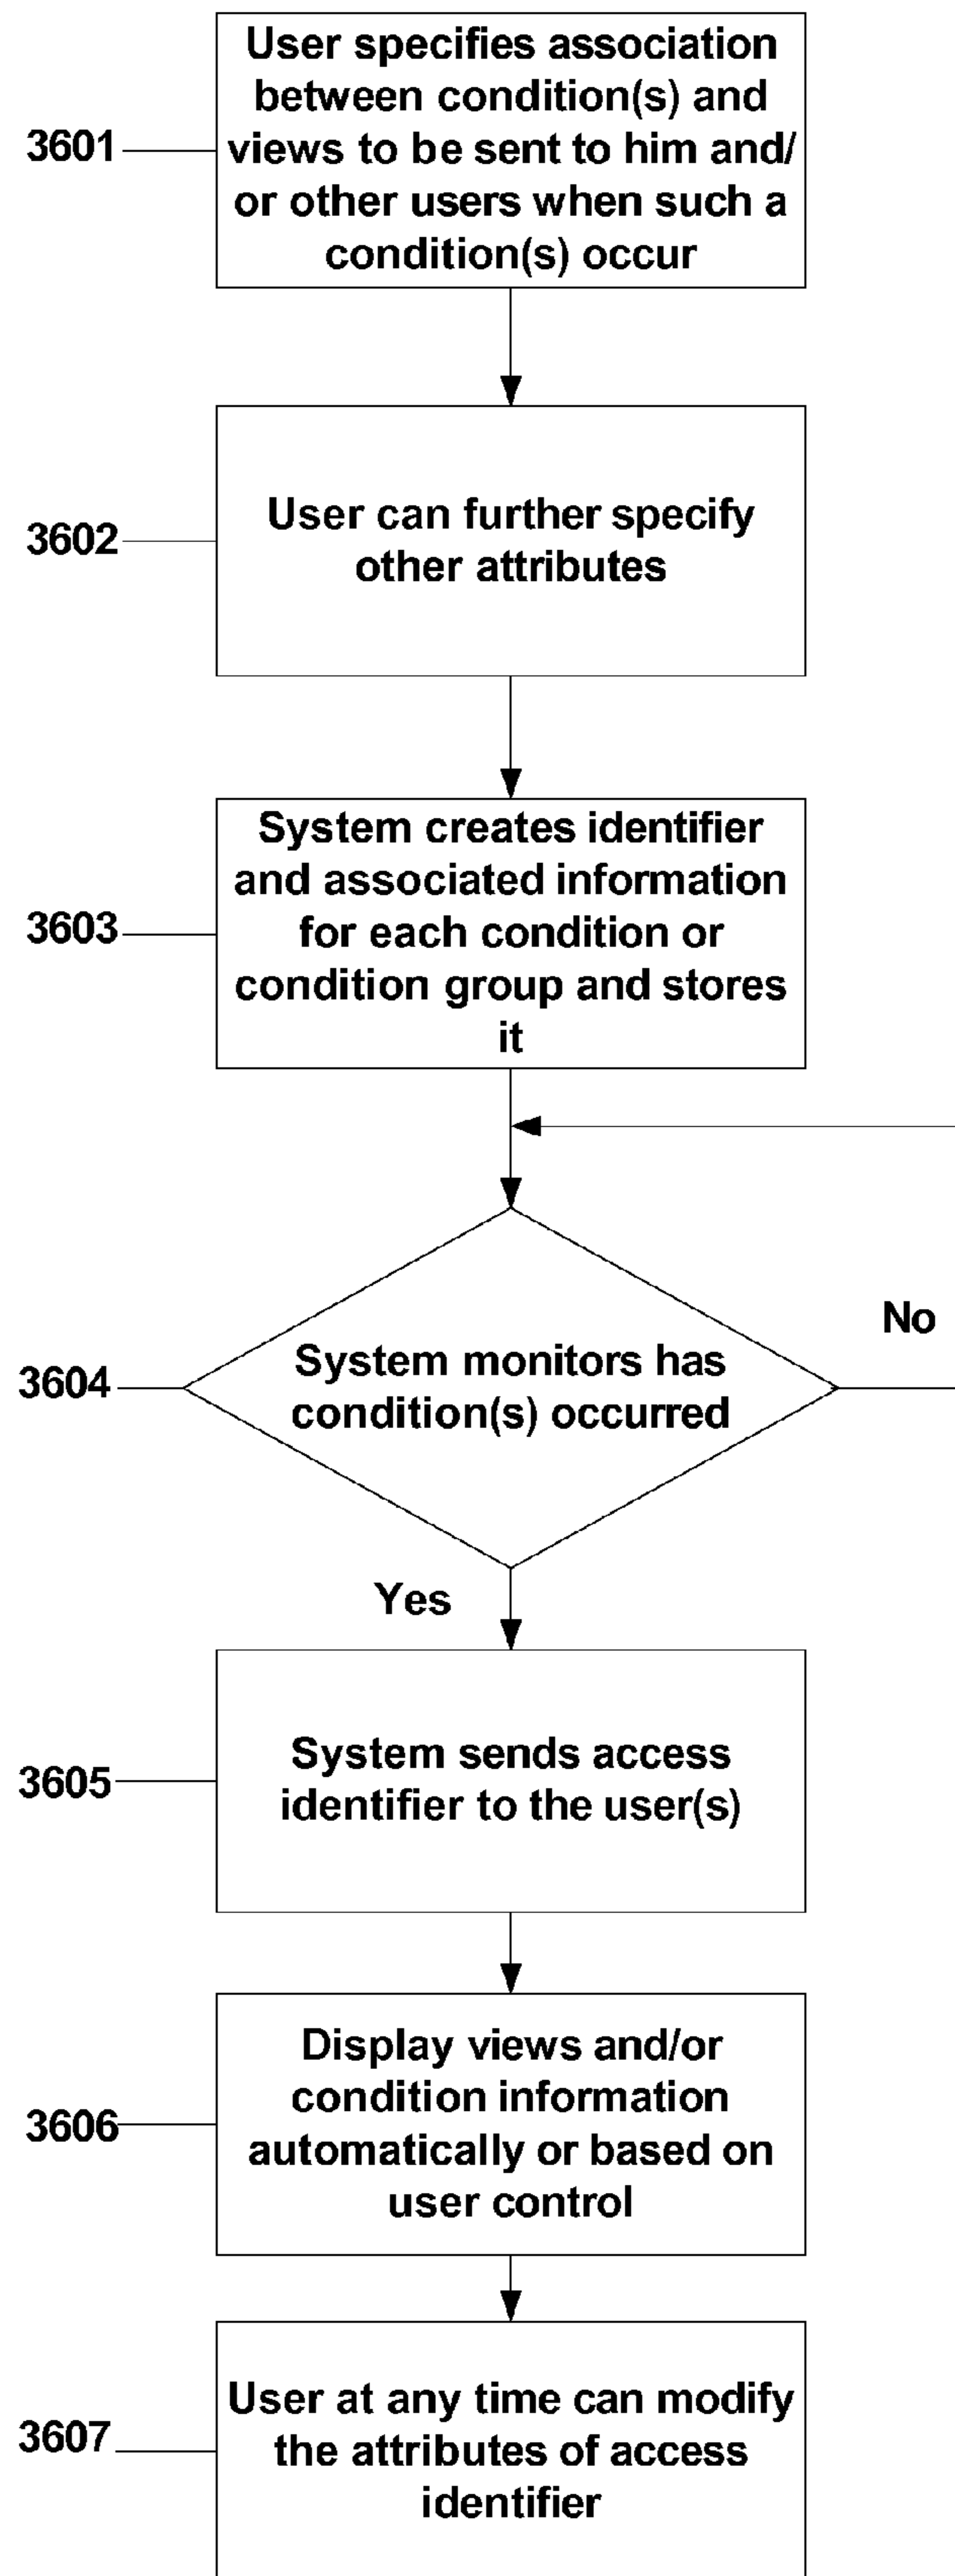 User specifies association
between condition(s) and
3601
views to be sent to him and/
or other users when such a
condition(s) occur
User can further specify
3602
other attributes
System creates identifier
and associated information
3603
for each condition or
condition group and stores
it
No
System monitors has
3604
condition(s) occurred
Yes
System sends access
3605
identifier to the user(s)
Display views and/or
condition information
3606
automatically or based on
user control
User at any time can modify
3607
the attributes of access
identifier